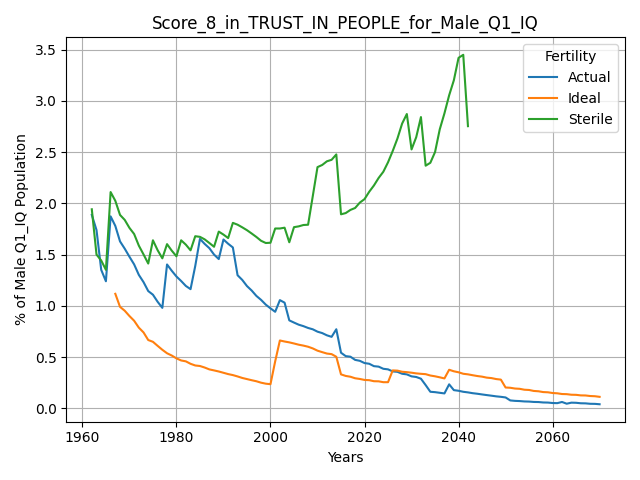 Score_8_in_TRUST_IN_PEOPLE_for_Male_Q1_IQ
Fertility
Actual
Ideal
Sterile
% of Male Q1_IQ Population
3.5
3.0
2.5
2.0
1.5
1.0
0.5
0.0
1960 1980 2000 2020 2040 2060
Years